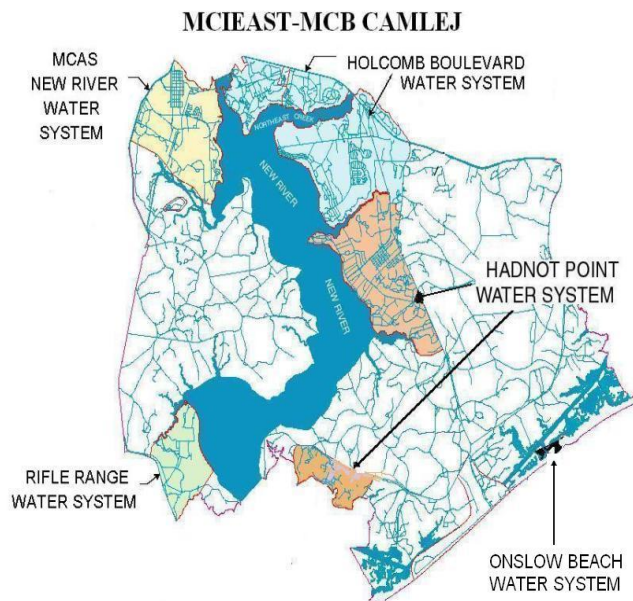 MCIEAST-MCB CAMLEJ
MCAS
NEW RIVER
WATER
SYSTEM
HOLCOMB BOULEVARD
WATER SYSTEM
NORTHEAST CREEK
NEW RIVER
NEW RIVER
HADNOT POINT
WATER SYSTEM
RIFLE RANGE
WATER SYSTEM
ONSLOW BEACH
WATER SYSTEM